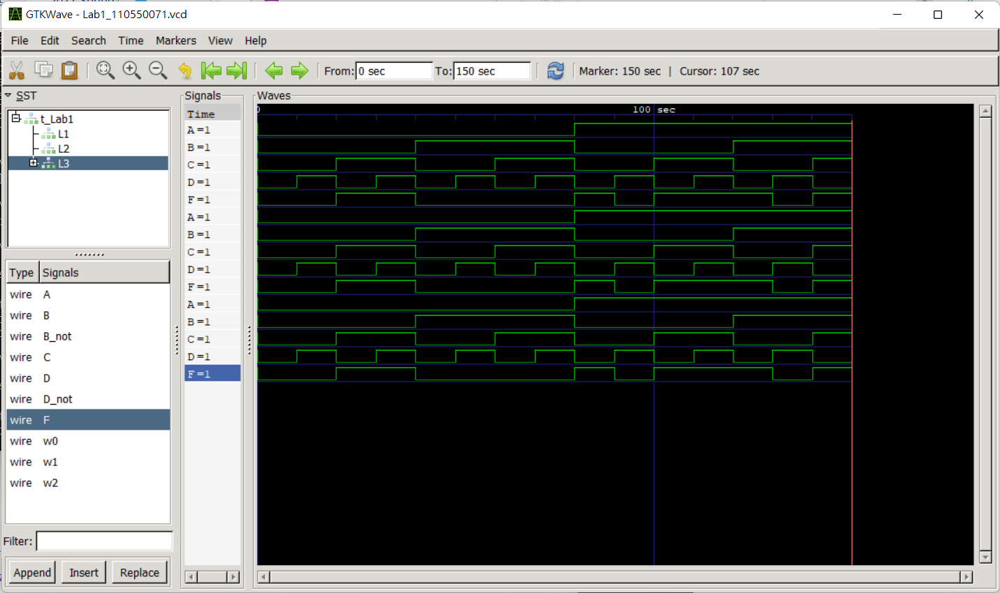 GTKWave - Lab1_110550071.vcd
File Edit Search Time Markers View Help
From: 0 sec To: 150 sec Marker: 150 sec | Cursor: 107 sec
SST
t_Lab1
L1
L2
L3
Type Signals
wire A
wire B
wire B_not
wire C
wire D
wire D_not
wire F
wire w0
wire w1
wire w2
Filter:
Append Insert Replace
Signals
Time
A=1
B=1
C=1
D=1
F=1
A=1
B=1
C=1
D=1
F=1
A=1
B=1
C=1
D=1
F=1
Waves
0 100 sec